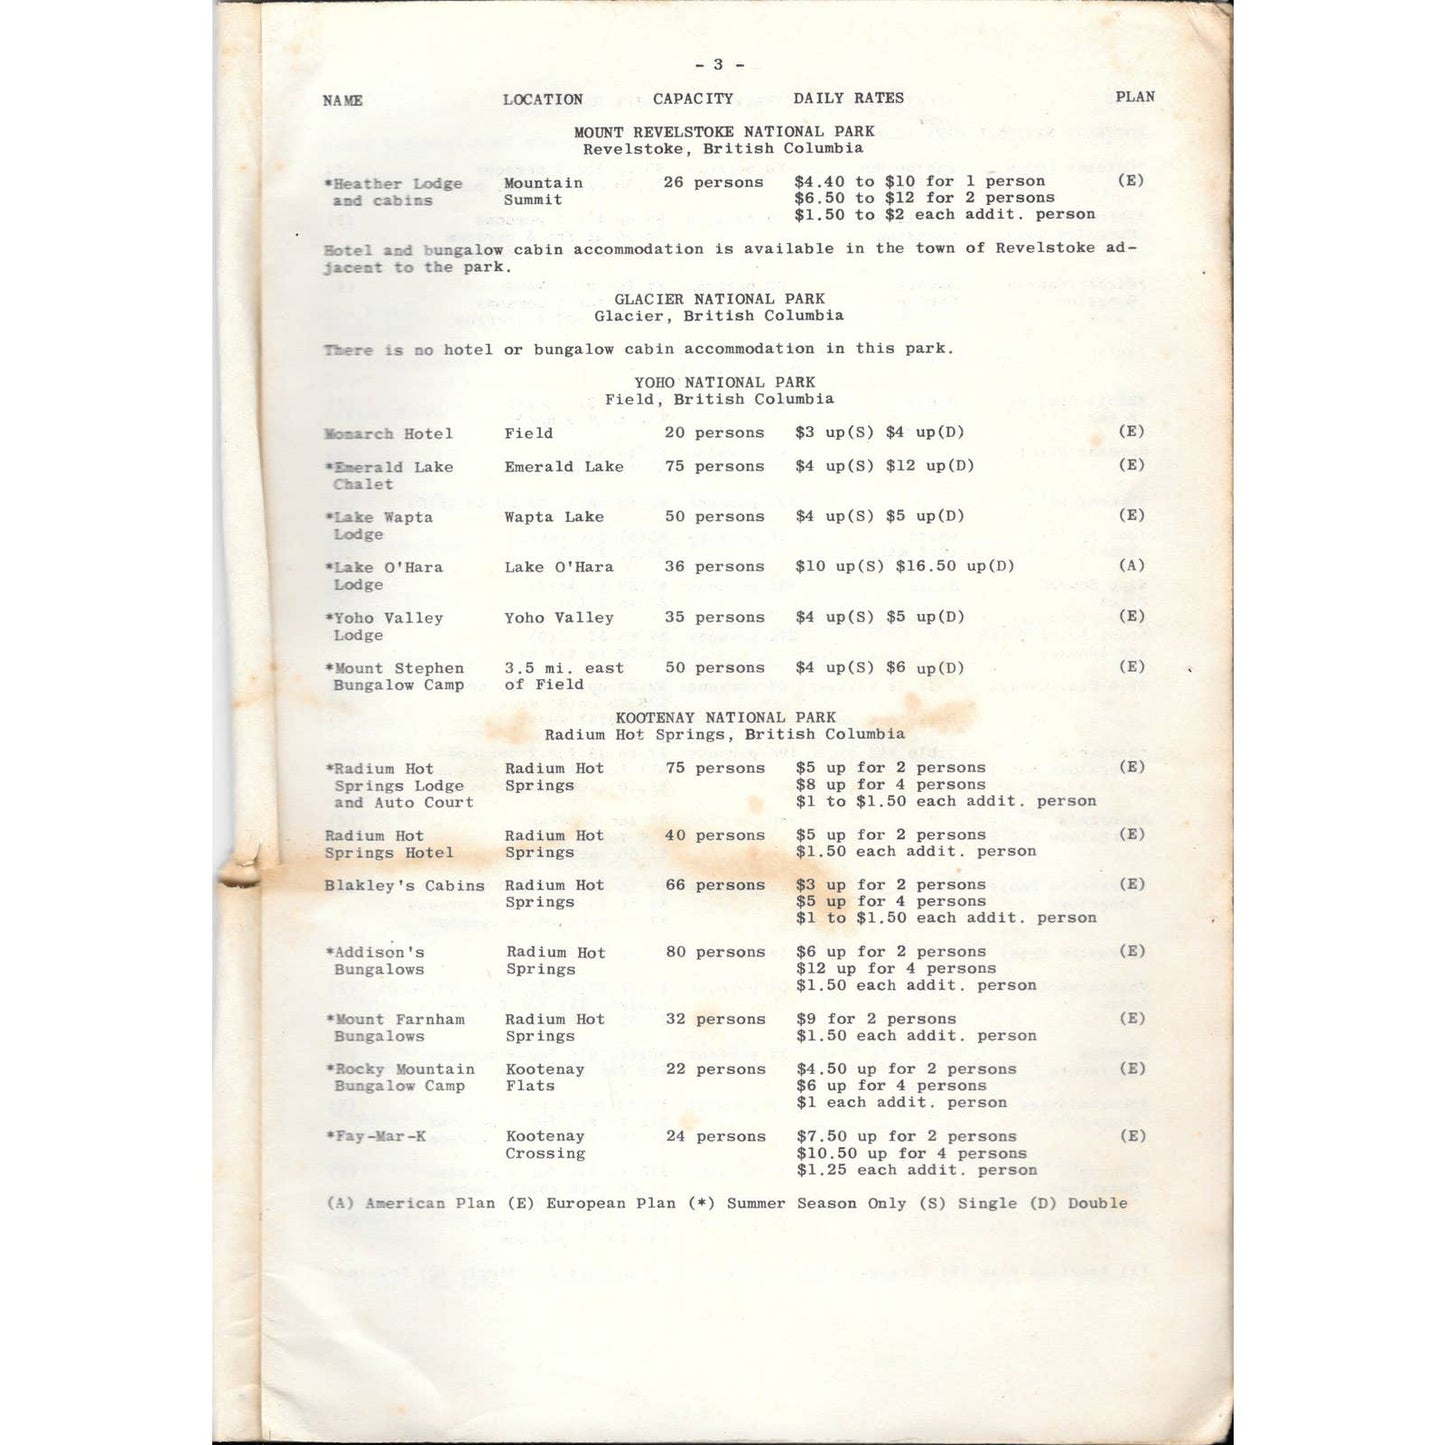 - 3 -
NAME LOCATION CAPACITY DAILY RATES PLAN
MOUNT REVELSTOKE NATIONAL PARK
Revelstoke, British Columbia
*Heather Lodge Mountain 26 persons $4.40 to $10 for 1 person (E)
and cabins Summit $6.50 to $12 for 2 persons
$1.50 to $2 each addit. person
Hotel and bungalow cabin accommodation is available in the town of Revelstoke ad-
jacent to the park.
GLACIER NATIONAL PARK
Glacier, British Columbia
There is no hotel or bungalow cabin accommodation in this park.
YOHO NATIONAL PARK
Field, British Columbia
Monarch Hotel Field 20 persons $3 up(S) $4 up(D) (E)
*Emerald Lake Emerald Lake 75 persons $4 up(S) $12 up(D) (E)
Chalet
*Lake Wapta Wapta Lake 50 persons $4 up(S) $5 up(D) (E)
Lodge
*Lake O'Hara Lake O'Hara 36 persons $10 up(S) $16.50 up(D) (A)
Lodge
*Yoho Valley Yoho Valley 35 persons $4 up(S) $5 up(D) (E)
Lodge
*Mount Stephen 3.5 mi. east 50 persons $4 up(S) $6 up(D) (E)
Bungalow Camp of Field
KOOTENAY NATIONAL PARK
Radium Hot Springs, British Columbia
*Radium Hot Radium Hot 75 persons $5 up for 2 persons (E)
Springs Lodge Springs $8 up for 4 persons
and Auto Court $1 to $1.50 each addit. person
Radium Hot Radium Hot 40 persons $5 up for 2 persons (E)
Springs Hotel Springs $1.50 each addit. person
Blakley's Cabins Radium Hot 66 persons $3 up for 2 persons (E)
Springs $5 up for 4 persons
$1 to $1.50 each addit. person
*Addison's Radium Hot 80 persons $6 up for 2 persons (E)
Bungalows Springs $12 up for 4 persons
$1.50 each addit. person
*Mount Farnham Radium Hot 32 persons $9 for 2 persons (E)
Bungalows Springs $1.50 each addit. person
*Rocky Mountain Kootenay 22 persons $4.50 up for 2 persons (E)
Bungalow Camp Flats $6 up for 4 persons
$1 each addit. person
*Fay-Mar-K Kootenay 24 persons $7.50 up for 2 persons (E)
Crossing $10.50 up for 4 persons
$1.25 each addit. person
(A) American Plan (E) European Plan (*) Summer Season Only (S) Single (D) Double